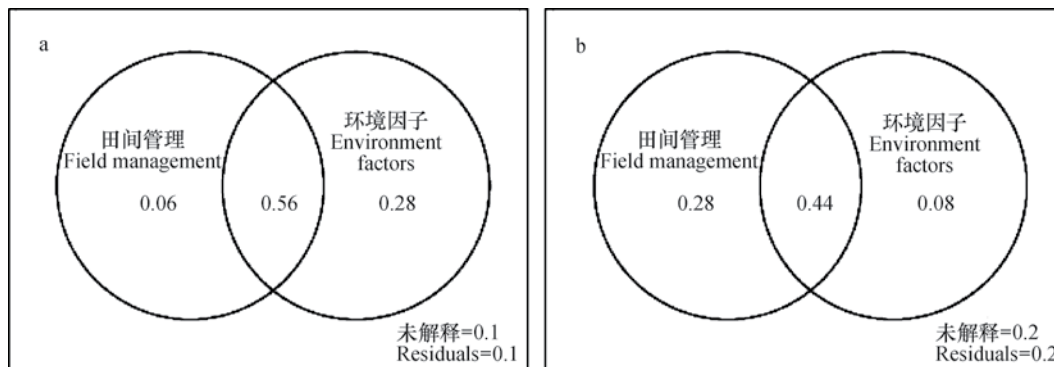 a
田间管理
Field management
0.06
0.56
环境因子
Environment
factors
0.28
未解释=0.1
Residuals=0.1
b
田间管理
Field management
0.28
0.44
环境因子
Environment
factors
0.08
未解释=0.2
Residuals=0.2